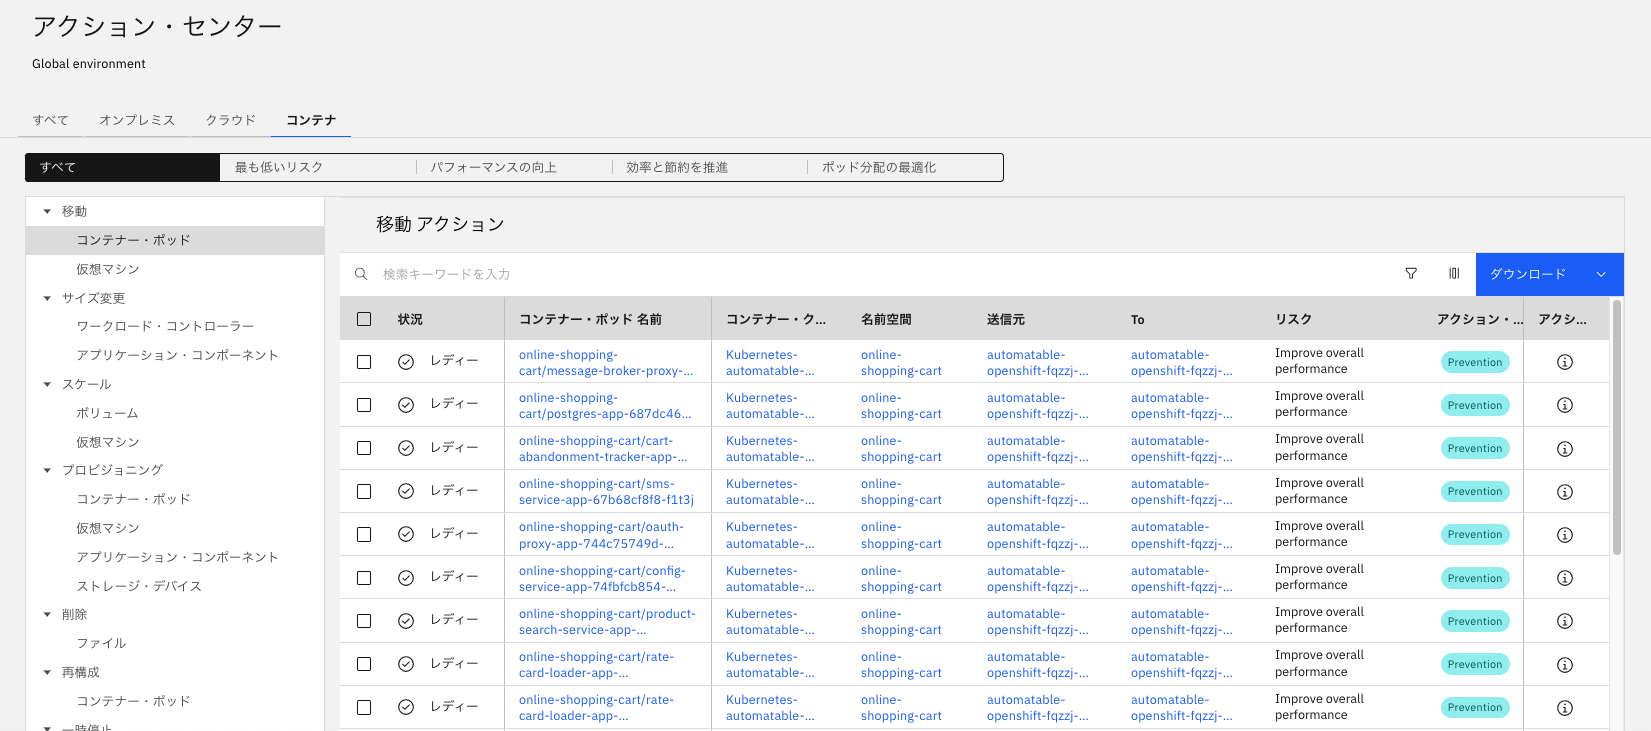 アクション・センター
Global environment
すべて オンプレミス クラウド コンテナ
すべて 最も低いリスク パフォーマンスの向上 効率と節約を推進 ポッド分配の最適化
移動
コンテナー・ポッド
仮想マシン
サイズ変更
ワークロード・コントローラー
アプリケーション・コンポーネント
スケール
ボリューム
仮想マシン
プロビジョニング
コンテナー・ポッド
仮想マシン
アプリケーション・コンポーネント
ストレージ・デバイス
削除
ファイル
再構成
コンテナー・ポッド
一時停止
移動 アクション
検索キーワードを入力
ダウンロード
状況 コンテナー・ポッド 名前 コンテナー・ク... 名前空間 送信元 To リスク アクション・... アクシ...
レディー online-shopping- Kubernetes- online- automatable- automatable- Improve overall Prevention
cart/message-broker-proxy-... automatable-... shopping-cart openshift-fqzzj-... openshift-fqzzj-... performance
レディー online-shopping- Kubernetes- online- automatable- automatable- Improve overall Prevention
cart/postgres-app-687dc46... automatable-... shopping-cart openshift-fqzzj-... openshift-fqzzj-... performance
レディー online-shopping-cart/cart- Kubernetes- online- automatable- automatable- Improve overall Prevention
abandonment-tracker-app-... automatable-... shopping-cart openshift-fqzzj-... openshift-fqzzj-... performance
レディー online-shopping-cart/sms- Kubernetes- online- automatable- automatable- Improve overall Prevention
service-app-67b68cf8f8-f1t3j automatable-... shopping-cart openshift-fqzzj-... openshift-fqzzj-... performance
レディー online-shopping-cart/oauth- Kubernetes- online- automatable- automatable- Improve overall Prevention
proxy-app-744c75749d-... automatable-... shopping-cart openshift-fqzzj-... openshift-fqzzj-... performance
レディー online-shopping-cart/config- Kubernetes- online- automatable- automatable- Improve overall Prevention
service-app-74fbfcb854-... automatable-... shopping-cart openshift-fqzzj-... openshift-fqzzj-... performance
レディー online-shopping-cart/product- Kubernetes- online- automatable- automatable- Improve overall Prevention
search-service-app-... automatable-... shopping-cart openshift-fqzzj-... openshift-fqzzj-... performance
レディー online-shopping-cart/rate- Kubernetes- online- automatable- automatable- Improve overall Prevention
card-loader-app-... automatable-... shopping-cart openshift-fqzzj-... openshift-fqzzj-... performance
レディー online-shopping-cart/rate- Kubernetes- online- automatable- automatable- Improve overall Prevention
card-loader-app-... automatable-... shopping-cart openshift-fqzzj-... openshift-fqzzj-... performance